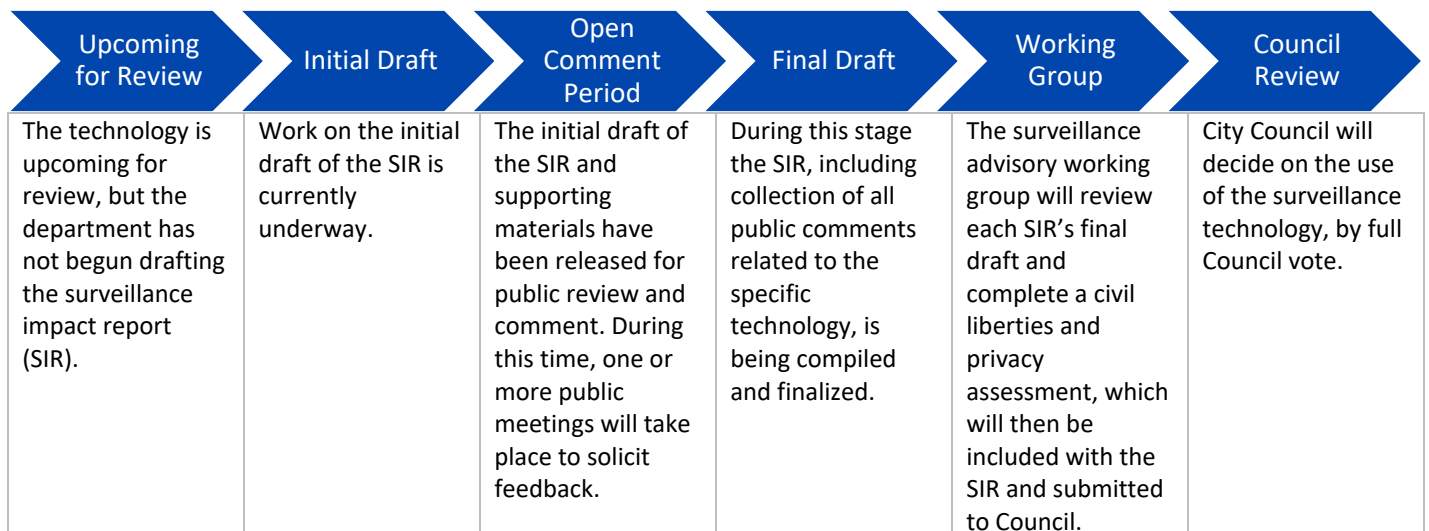 Upcoming
for Review
Initial Draft
Open
Comment
Period
Final Draft
Working
Group
Council
Review
The technology is
upcoming for
review, but the
department has
not begun drafting
the surveillance
impact report
(SIR).
Work on the initial
draft of the SIR is
currently
underway.
The initial draft of
the SIR and
supporting
materials have
been released for
public review and
comment. During
this time, one or
more public
meetings will take
place to solicit
feedback.
During this stage
the SIR, including
collection of all
public comments
related to the
specific
technology, is
being compiled
and finalized.
The surveillance
advisory working
group will review
each SIR’s final
draft and
complete a civil
liberties and
privacy
assessment, which
will then be
included with the
SIR and submitted
to Council.
City Council will
decide on the use
of the surveillance
technology, by full
Council vote.